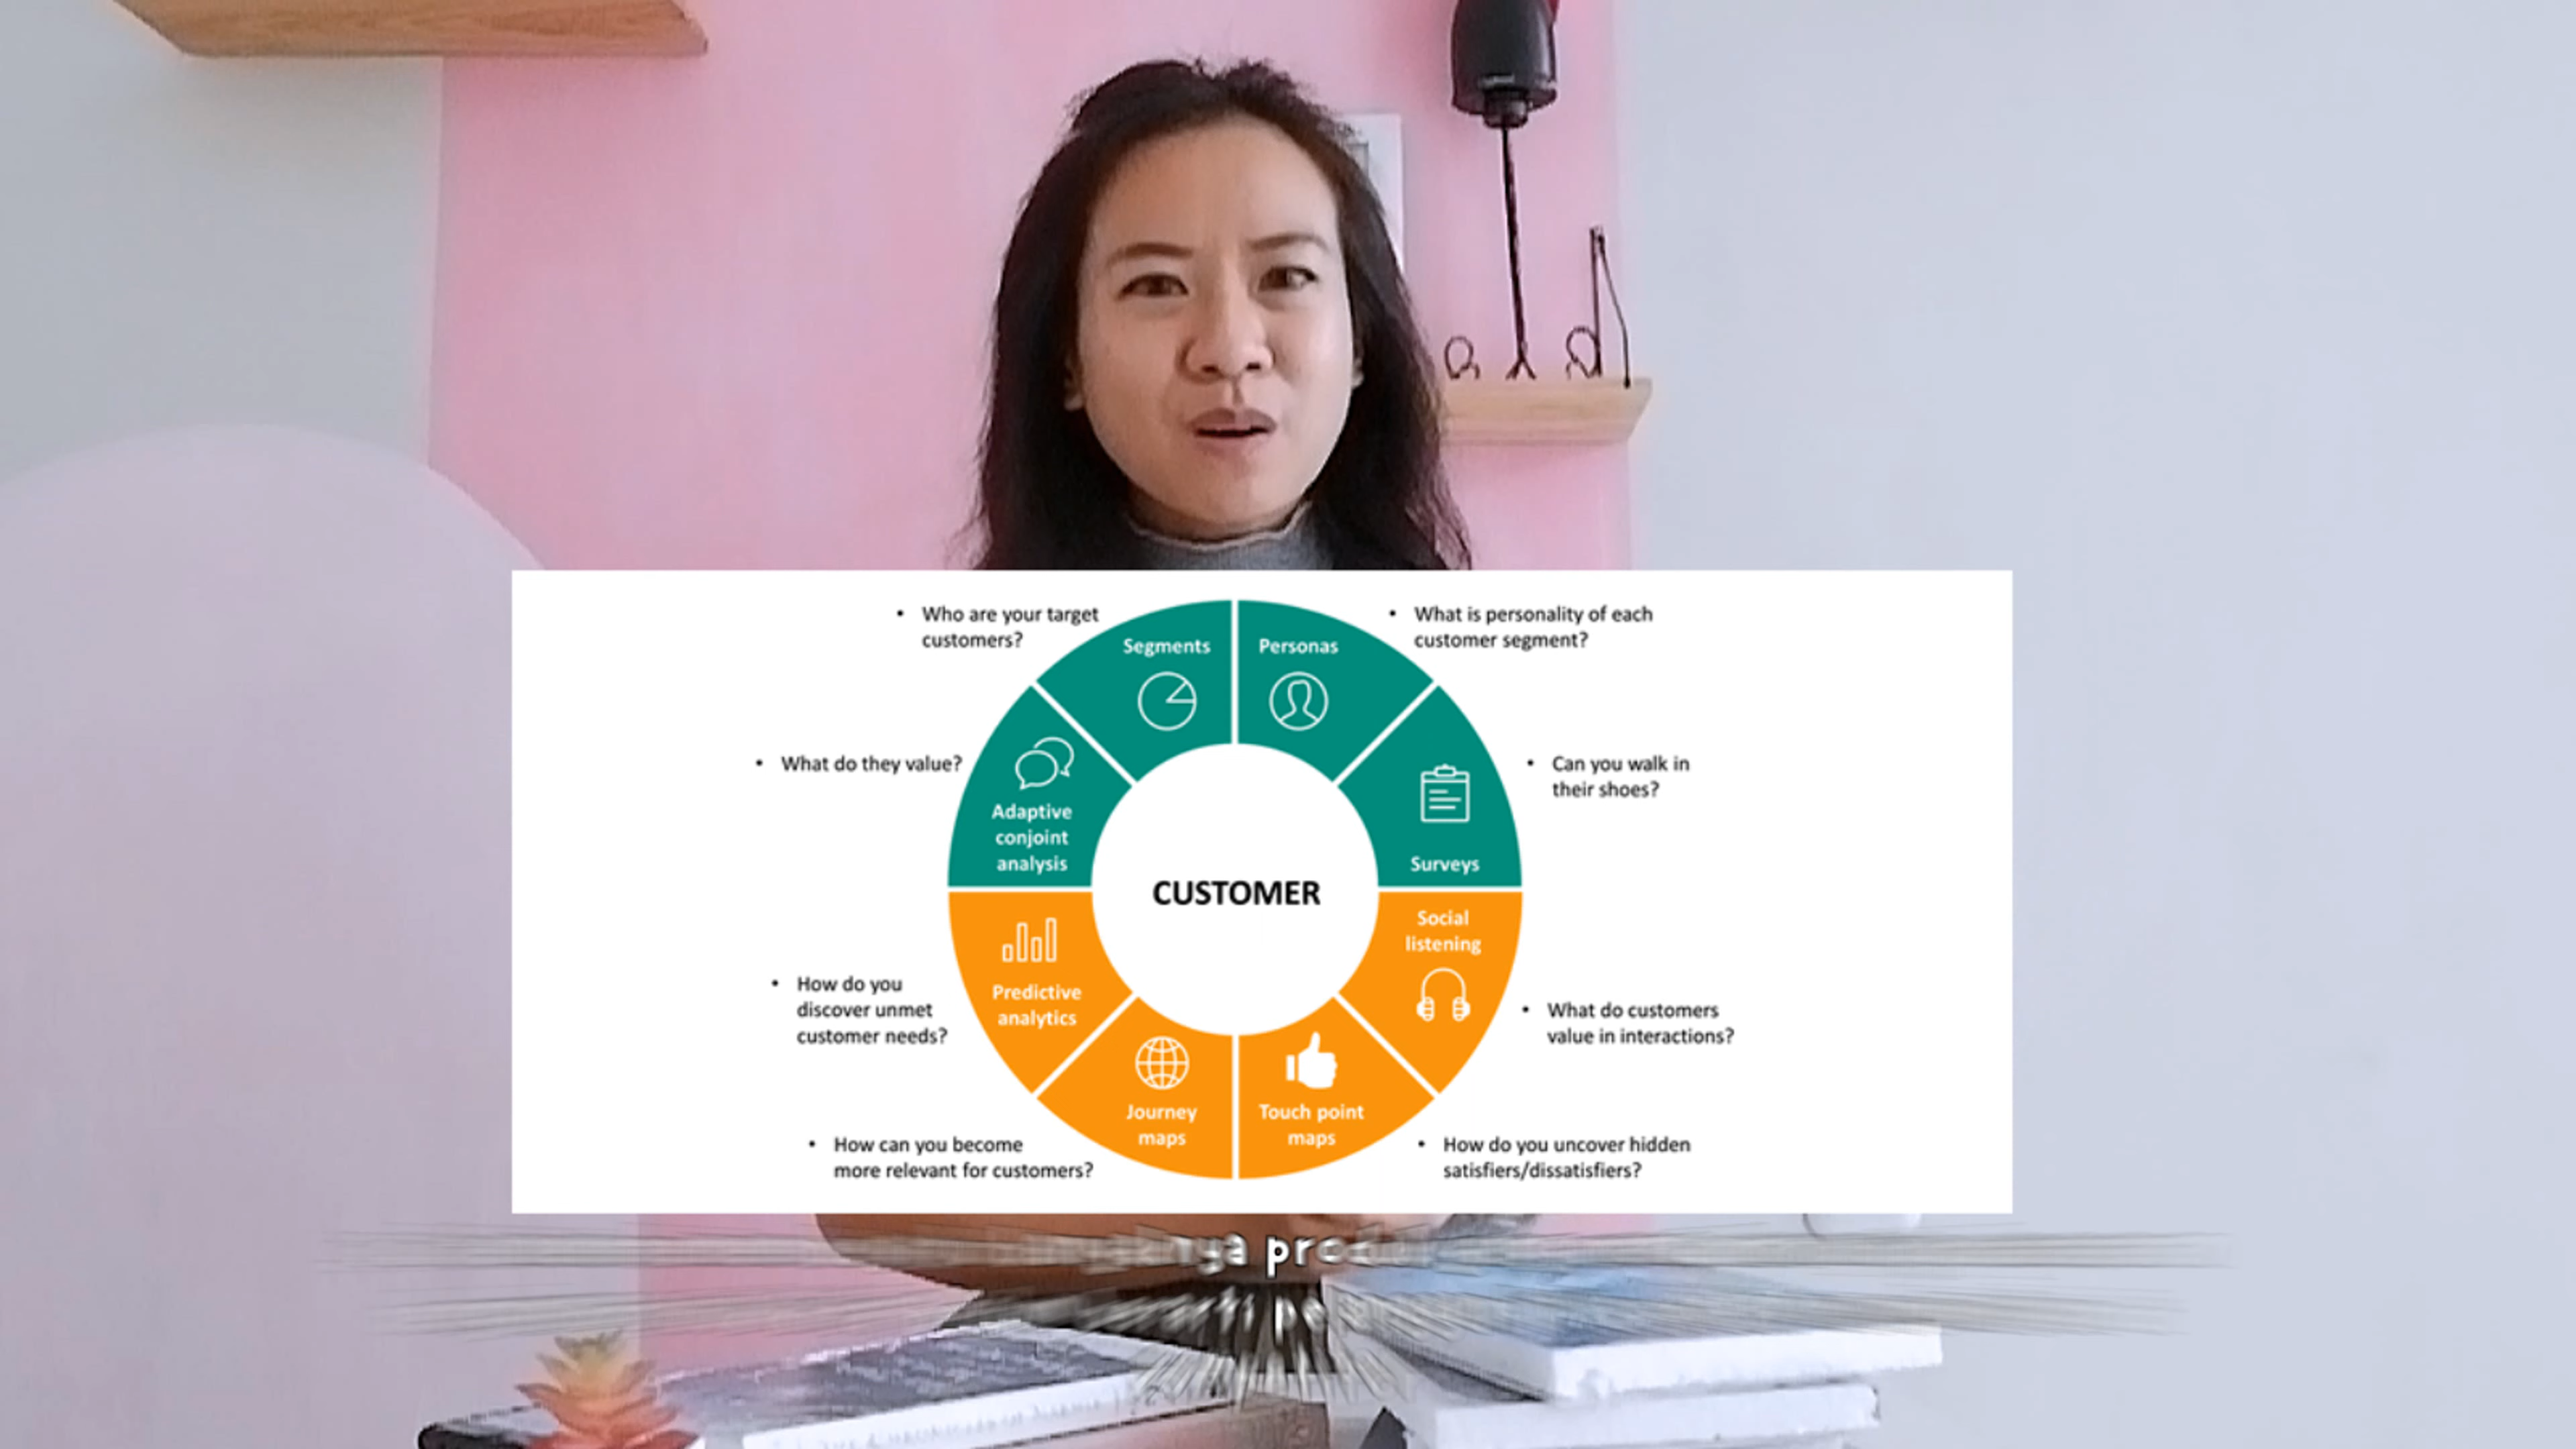 Who are your target
customers?
Segments
Personas
What is personality of each
customer segment?
What do they value?
Adaptive
conjoint
analysis
Can you walk in
their shoes?
Surveys
CUSTOMER
How do you
discover unmet
customer needs?
Predictive
analytics
Social
listening
What do customers
value in interactions?
How can you become
more relevant for customers?
Journey
maps
Touch point
maps
How do you uncover hidden
satisfiers/dissatisfiers?